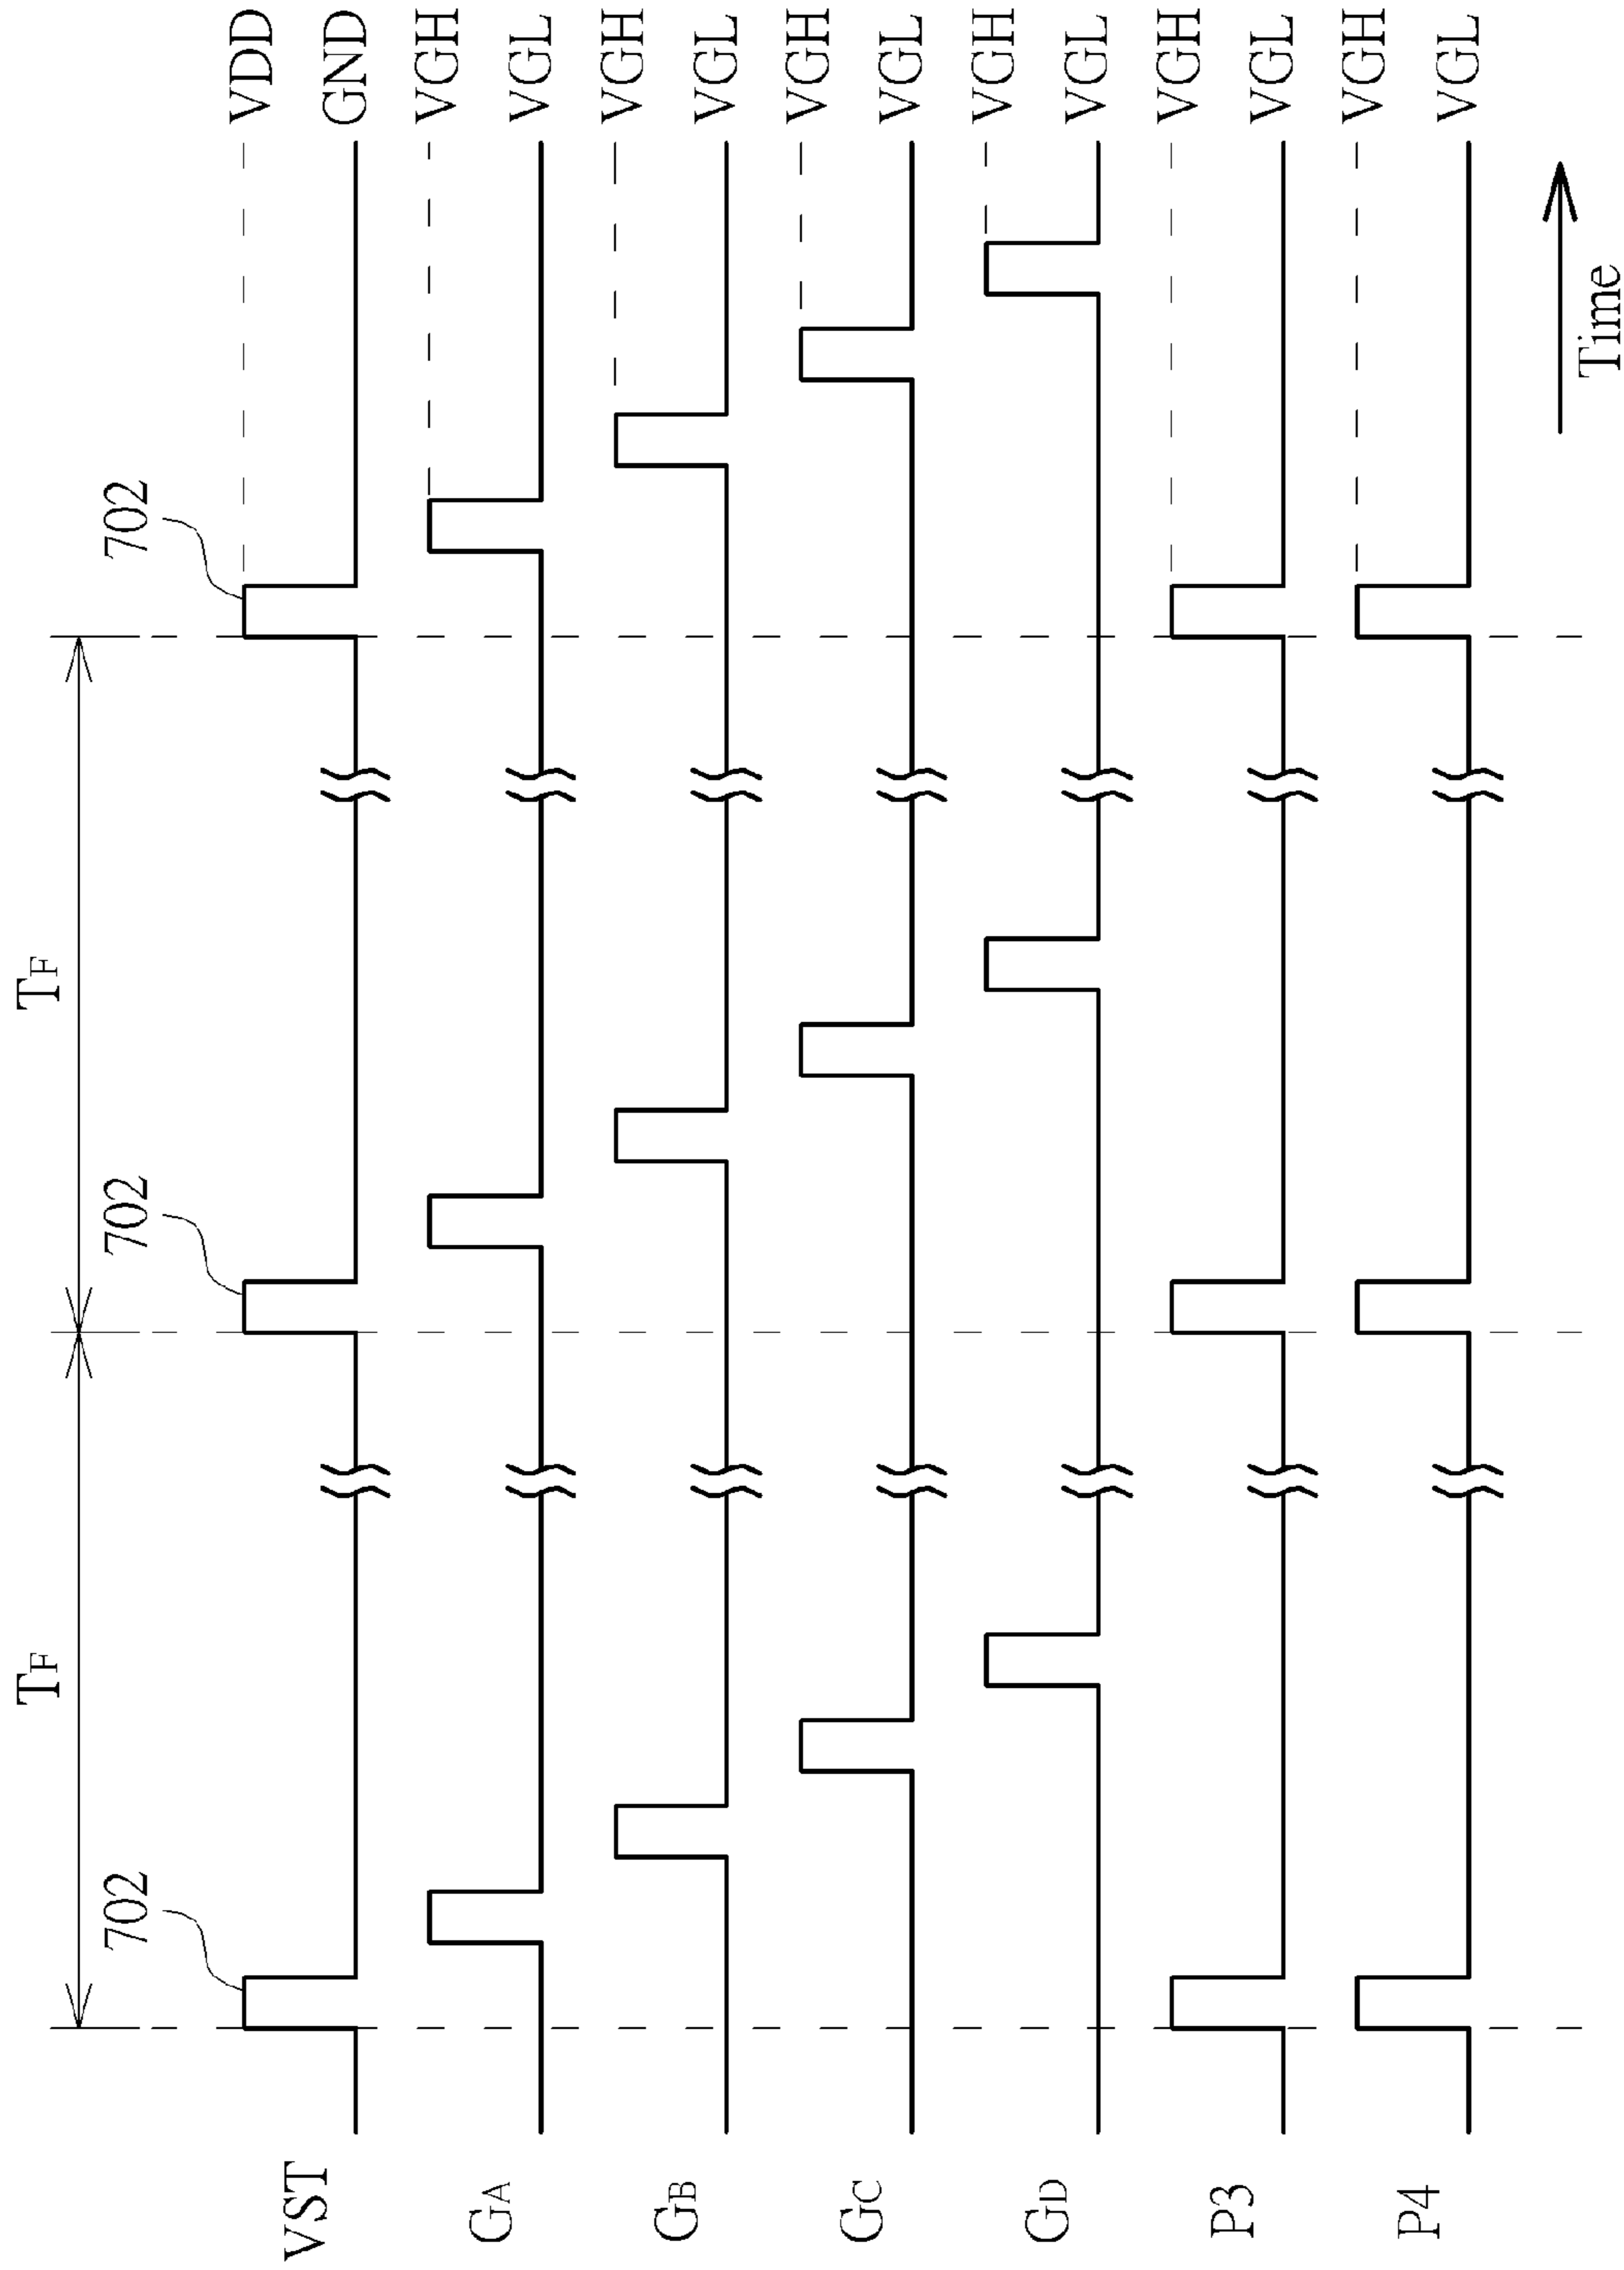 TF TF
702 702 702
VST VDD
GND
GA VGH
VGL
GB VGH
VGL
GC VGH
VGL
GD VGH
VGL
P3 VGH
VGL
P4 VGH
VGL
Time